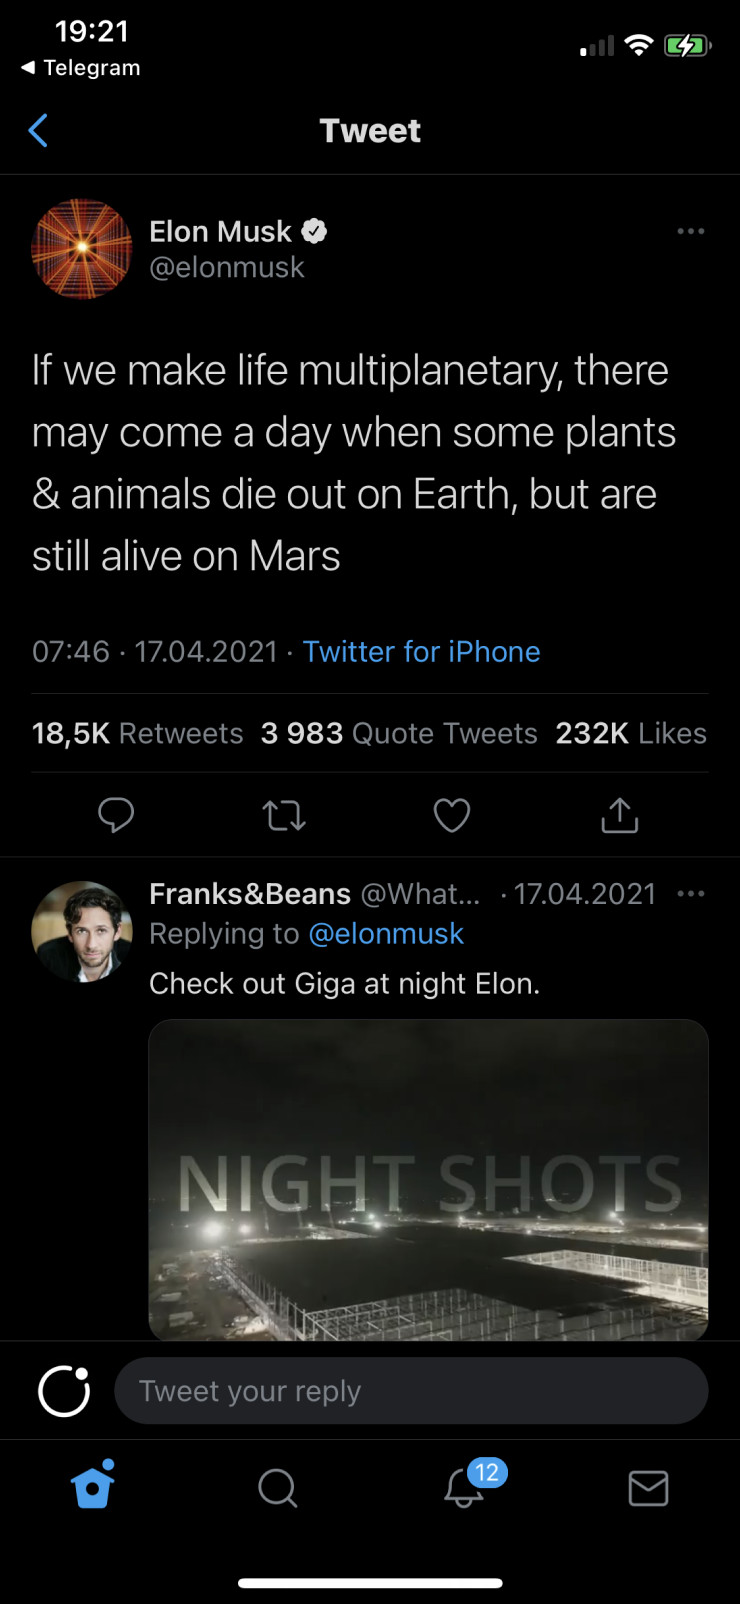 19:21
◀ Telegram
Tweet
Elon Musk
@elonmusk
If we make life multiplanetary, there
may come a day when some plants
& animals die out on Earth, but are
still alive on Mars
07:46 · 17.04.2021 · Twitter for iPhone
18,5K Retweets 3 983 Quote Tweets 232K Likes
Franks&Beans @What... · 17.04.2021
Replying to @elonmusk
Check out Giga at night Elon.
NIGHT SHOTS
Tweet your reply
12